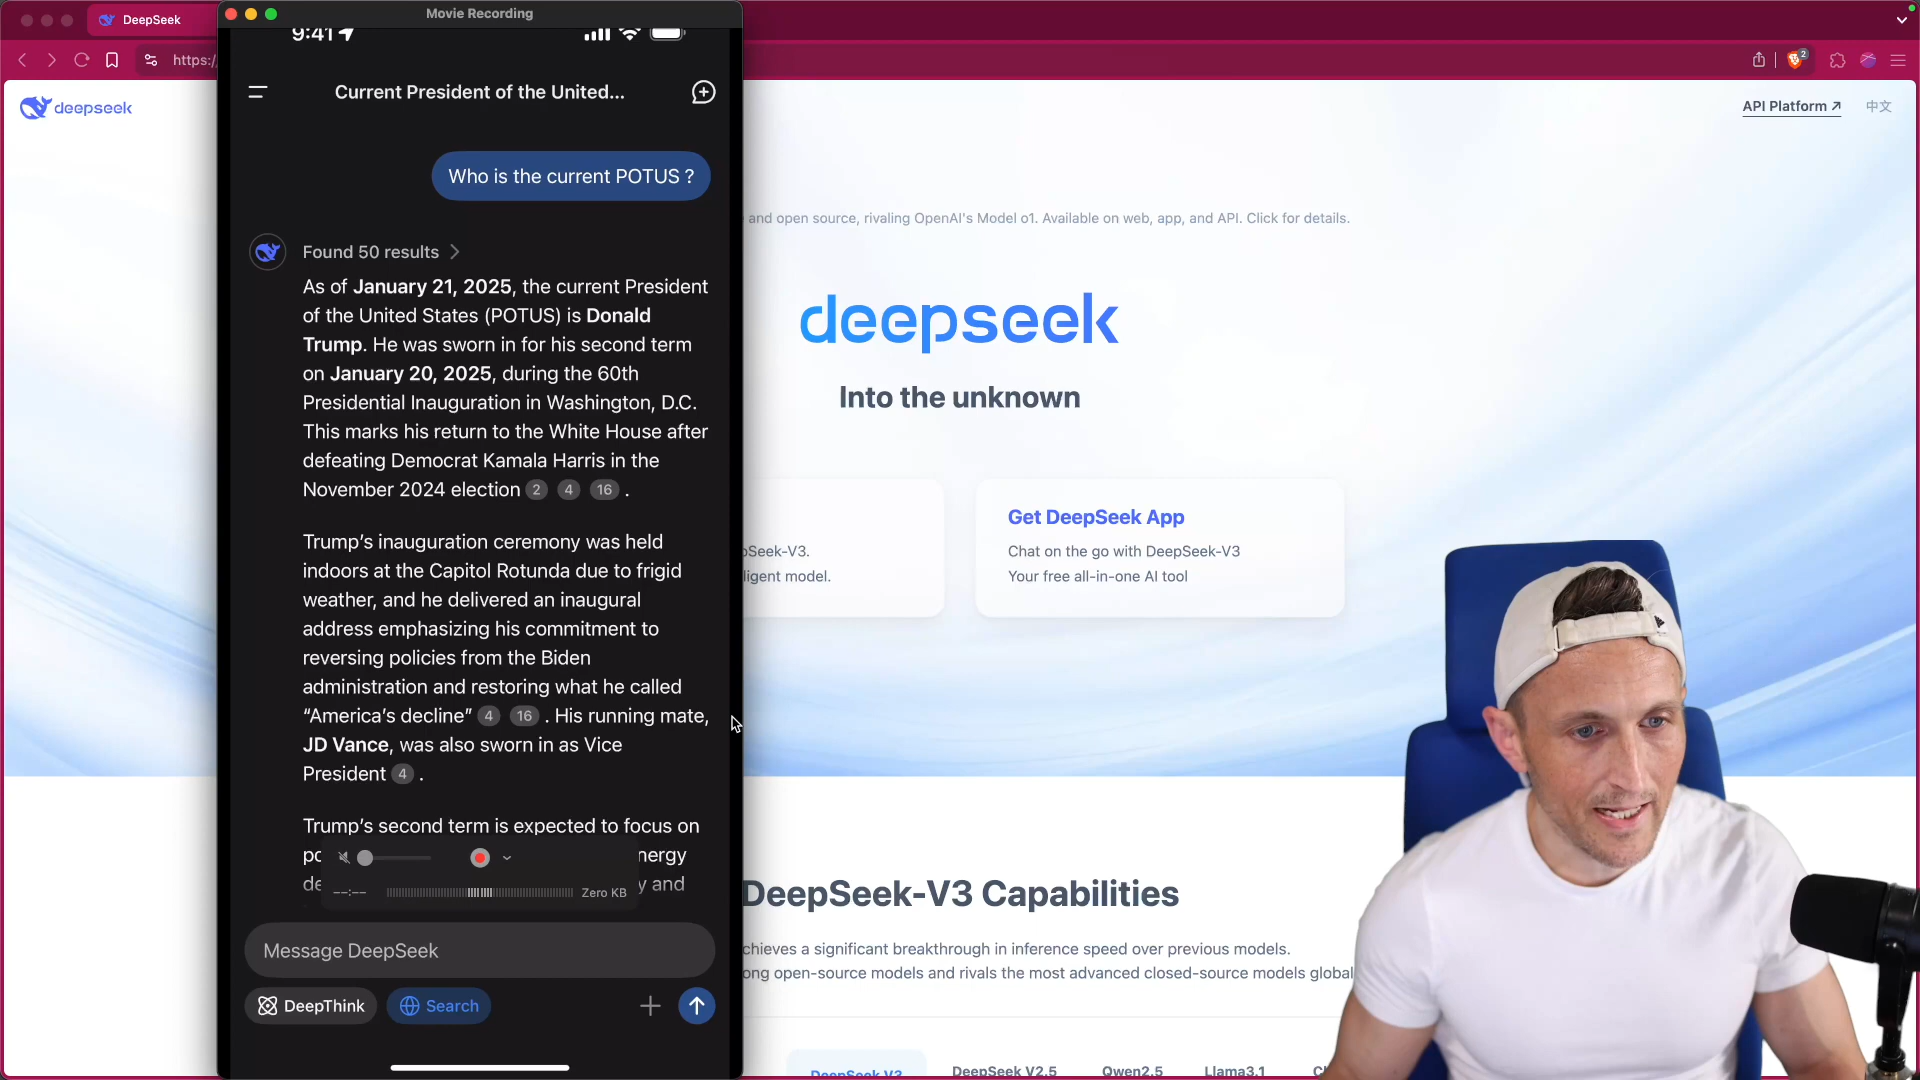 DeepSeek
Movie Recording
https:/
2
deepseek
API Platform ↗
中文
9:41
Current President of the United...
Who is the current POTUS ?
Found 50 results >
As of January 21, 2025, the current President
of the United States (POTUS) is Donald
Trump. He was sworn in for his second term
on January 20, 2025, during the 60th
Presidential Inauguration in Washington, D.C.
This marks his return to the White House after
defeating Democrat Kamala Harris in the
November 2024 election 2 4 16 .
Trump's inauguration ceremony was held
indoors at the Capitol Rotunda due to frigid
weather, and he delivered an inaugural
address emphasizing his commitment to
reversing policies from the Biden
administration and restoring what he called
“America's decline” 4 16 . His running mate,
JD Vance, was also sworn in as Vice
President 4 .
Trump's second term is expected to focus on
--:--
Zero KB
Message DeepSeek
DeepThink
Search
and open source, rivaling OpenAI's Model o1. Available on web, app, and API. Click for details.
deepseek
Into the unknown
Seek-V3.
ligent model.
Get DeepSeek App
Chat on the go with DeepSeek-V3
Your free all-in-one AI tool
DeepSeek-V3 Capabilities
chieves a significant breakthrough in inference speed over previous models.
ong open-source models and rivals the most advanced closed-source models global
DeepSeek V3
DeepSeek V2.5
Qwen2.5
Llama3.1